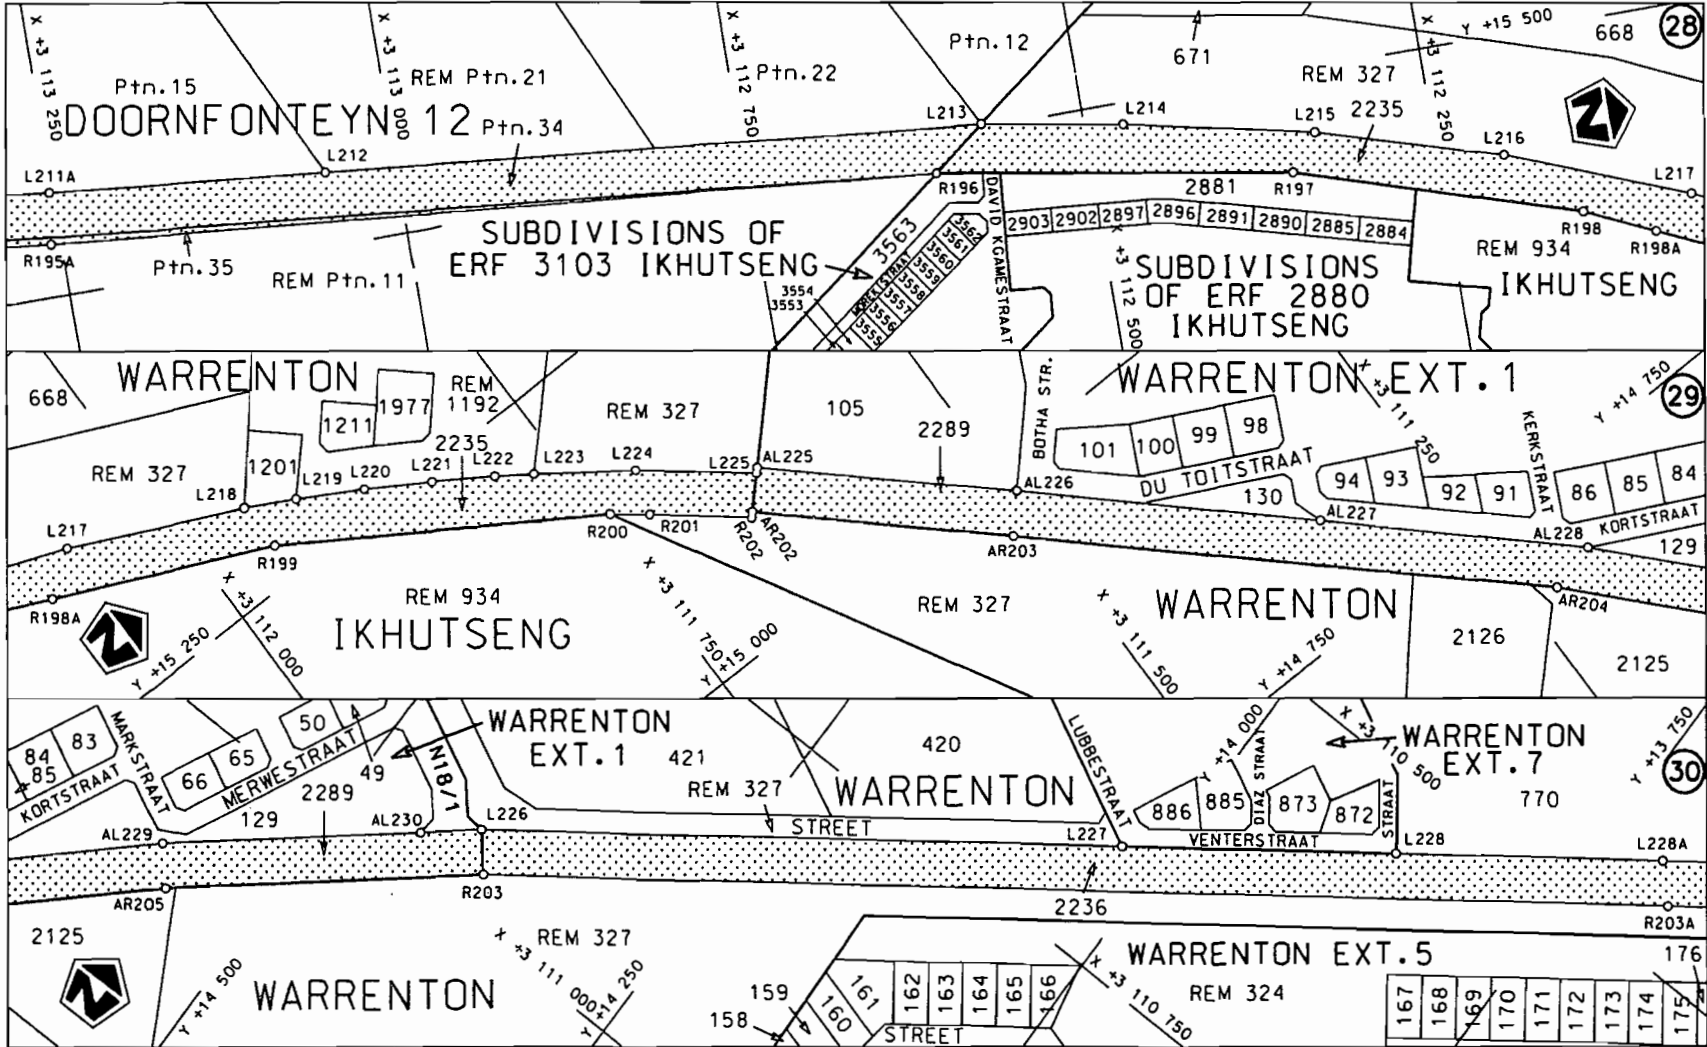 X +3 113 250
Ptn.15
X +3 113 000
REM Ptn.21
X +3 112 750
Ptn.22
Ptn.12
671
X +3 112 250
Y +15 500
668
28
REM 327
DOORNFONTEYN 12
Ptn.34
L211A
L212
L213
L214
L215
2235
L216
L217
R195A
Ptn.35
REM Ptn.11
SUBDIVISIONS OF
ERF 3103 IKHUTSENG
R196
3563
3554
3553
3562
3561
3560
3559
3558
3557
3556
3555
DAVID KGAMESTRAAT
2881
R197
2903
2902
2897
2896
2891
2890
2885
2884
X +3 112 500
SUBDIVISIONS
OF ERF 2880
IKHUTSENG
R198
R198A
REM 934
IKHUTSENG
WARRENTON
668
1211
1977
REM
1192
REM 327
105
BOTHA STR.
WARRENTON EXT.1
X +3 111 250
Y +14 750
29
REM 327
1201
2235
L217
L218
L219
L220
L221
L222
L223
L224
L225
AL225
2289
AL226
101
100
99
98
DU TOITSTRAAT
130
94
93
92
91
KERKSTRAAT
86
85
84
KORTSTRAAT
AL227
AL228
129
R198A
R199
R200
R201
R202
AR202
AR203
AR204
Y +15 250
X +3 112 000
REM 934
IKHUTSENG
X +3 111 750
Y +15 000
REM 327
X +3 111 500
WARRENTON
Y +14 750
2126
2125
84
85
83
KORTSTRAAT
MARKSTRAAT
66
65
50
49
MERWESTRAAT
N18/1
WARRENTON
EXT.1
421
420
REM 327
WARRENTON
LUBBESTRAAT
Y +14 000
DIAZ STRAAT
X +3 110 500
WARRENTON
EXT.7
Y +13 750
30
770
886
885
873
872
STRAAT
VENTERSTRAAT
STREET
129
2289
AL229
AL230
L226
L227
L228
L228A
AR205
R203
2236
R203A
2125
Y +14 500
WARRENTON
REM 327
X +3 111 000
Y +14 250
158
159
160
161
162
163
164
165
166
STREET
X +3 110 750
WARRENTON EXT.5
REM 324
167
168
169
170
171
172
173
174
175
176